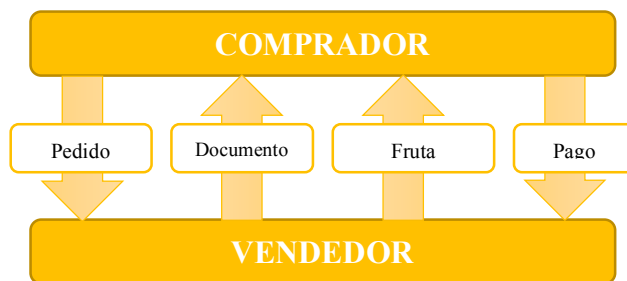 COMPRADOR
Pedido
Documento
Fruta
Pago
VENDEDOR